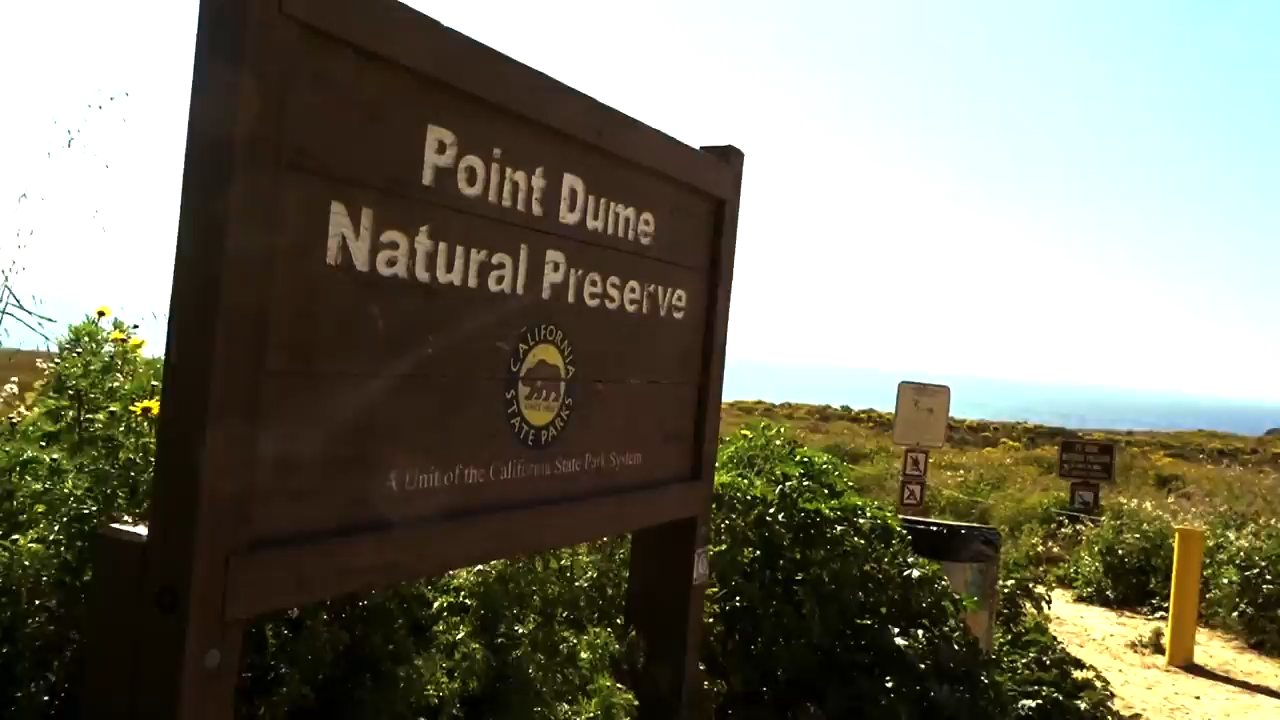 Point Dume
Natural Preserve
CALIFORNIA
STATE PARKS
A Unit of the California State Park System